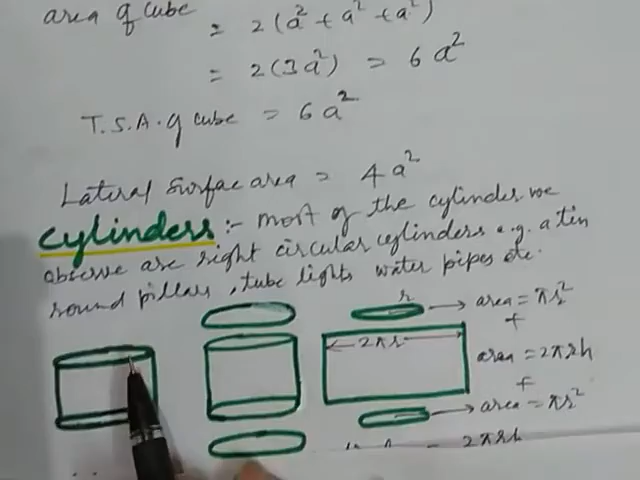 area of cube = 2(a² + a² + a²)
= 2(3a²) = 6a²
T.S.A. of cube = 6a²
Lateral Surfac area = 4a²
Cylinders :- most of the cylinder we
observe are right circular cylinders e.g. a tin
round pillars, tube lights water pipes etc.
r → area = πr²
+
2πr
area = 2πrh
+
→ area = πr²
= 2πrh